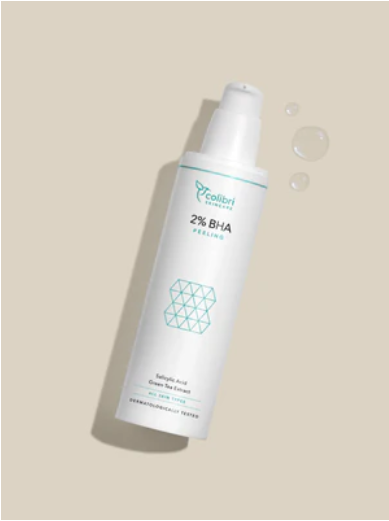 colibri
SKINCARE
2% BHA
PEELING
Salicylic Acid
Green Tea Extract
ALL SKIN TYPES
DERMATOLOGICALLY TESTED